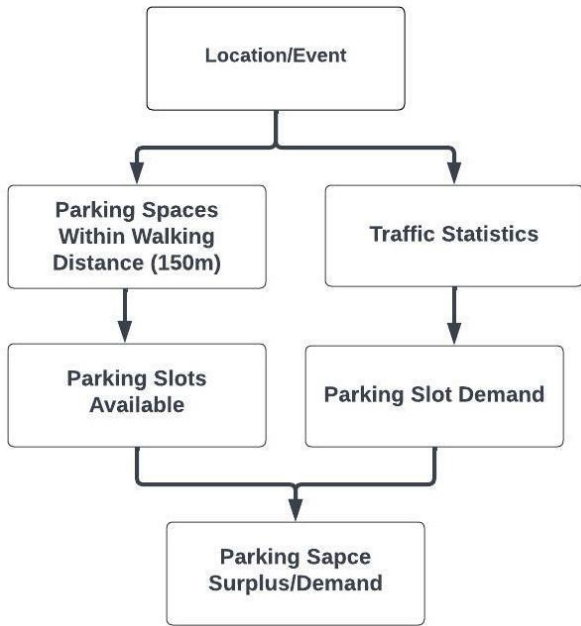 Location/Event
Parking Spaces
Within Walking
Distance (150m)
Traffic Statistics
Parking Slots
Available
Parking Slot Demand
Parking Sapce
Surplus/Demand